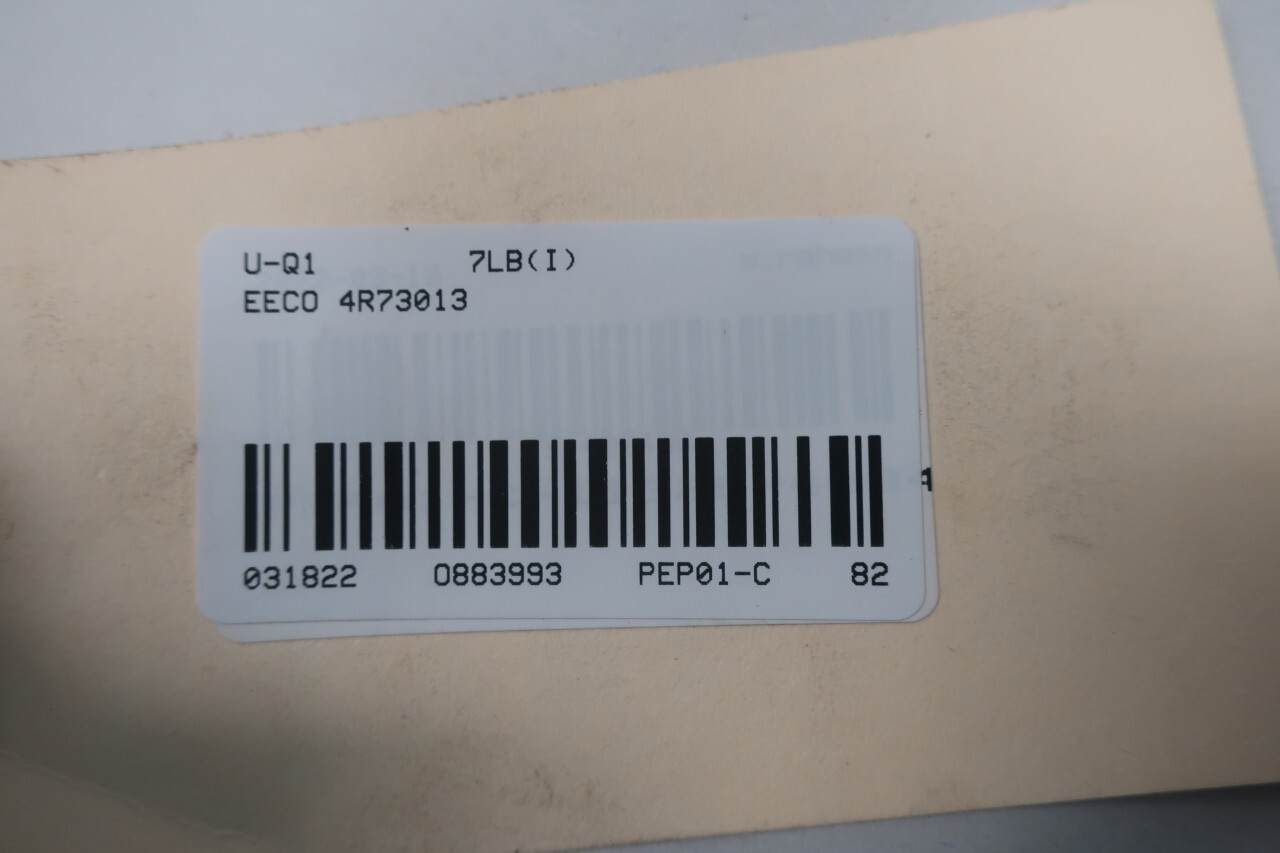 U-Q1 7LB(I)
EECO 4R73013
031822 0883993 PEP01-C 82